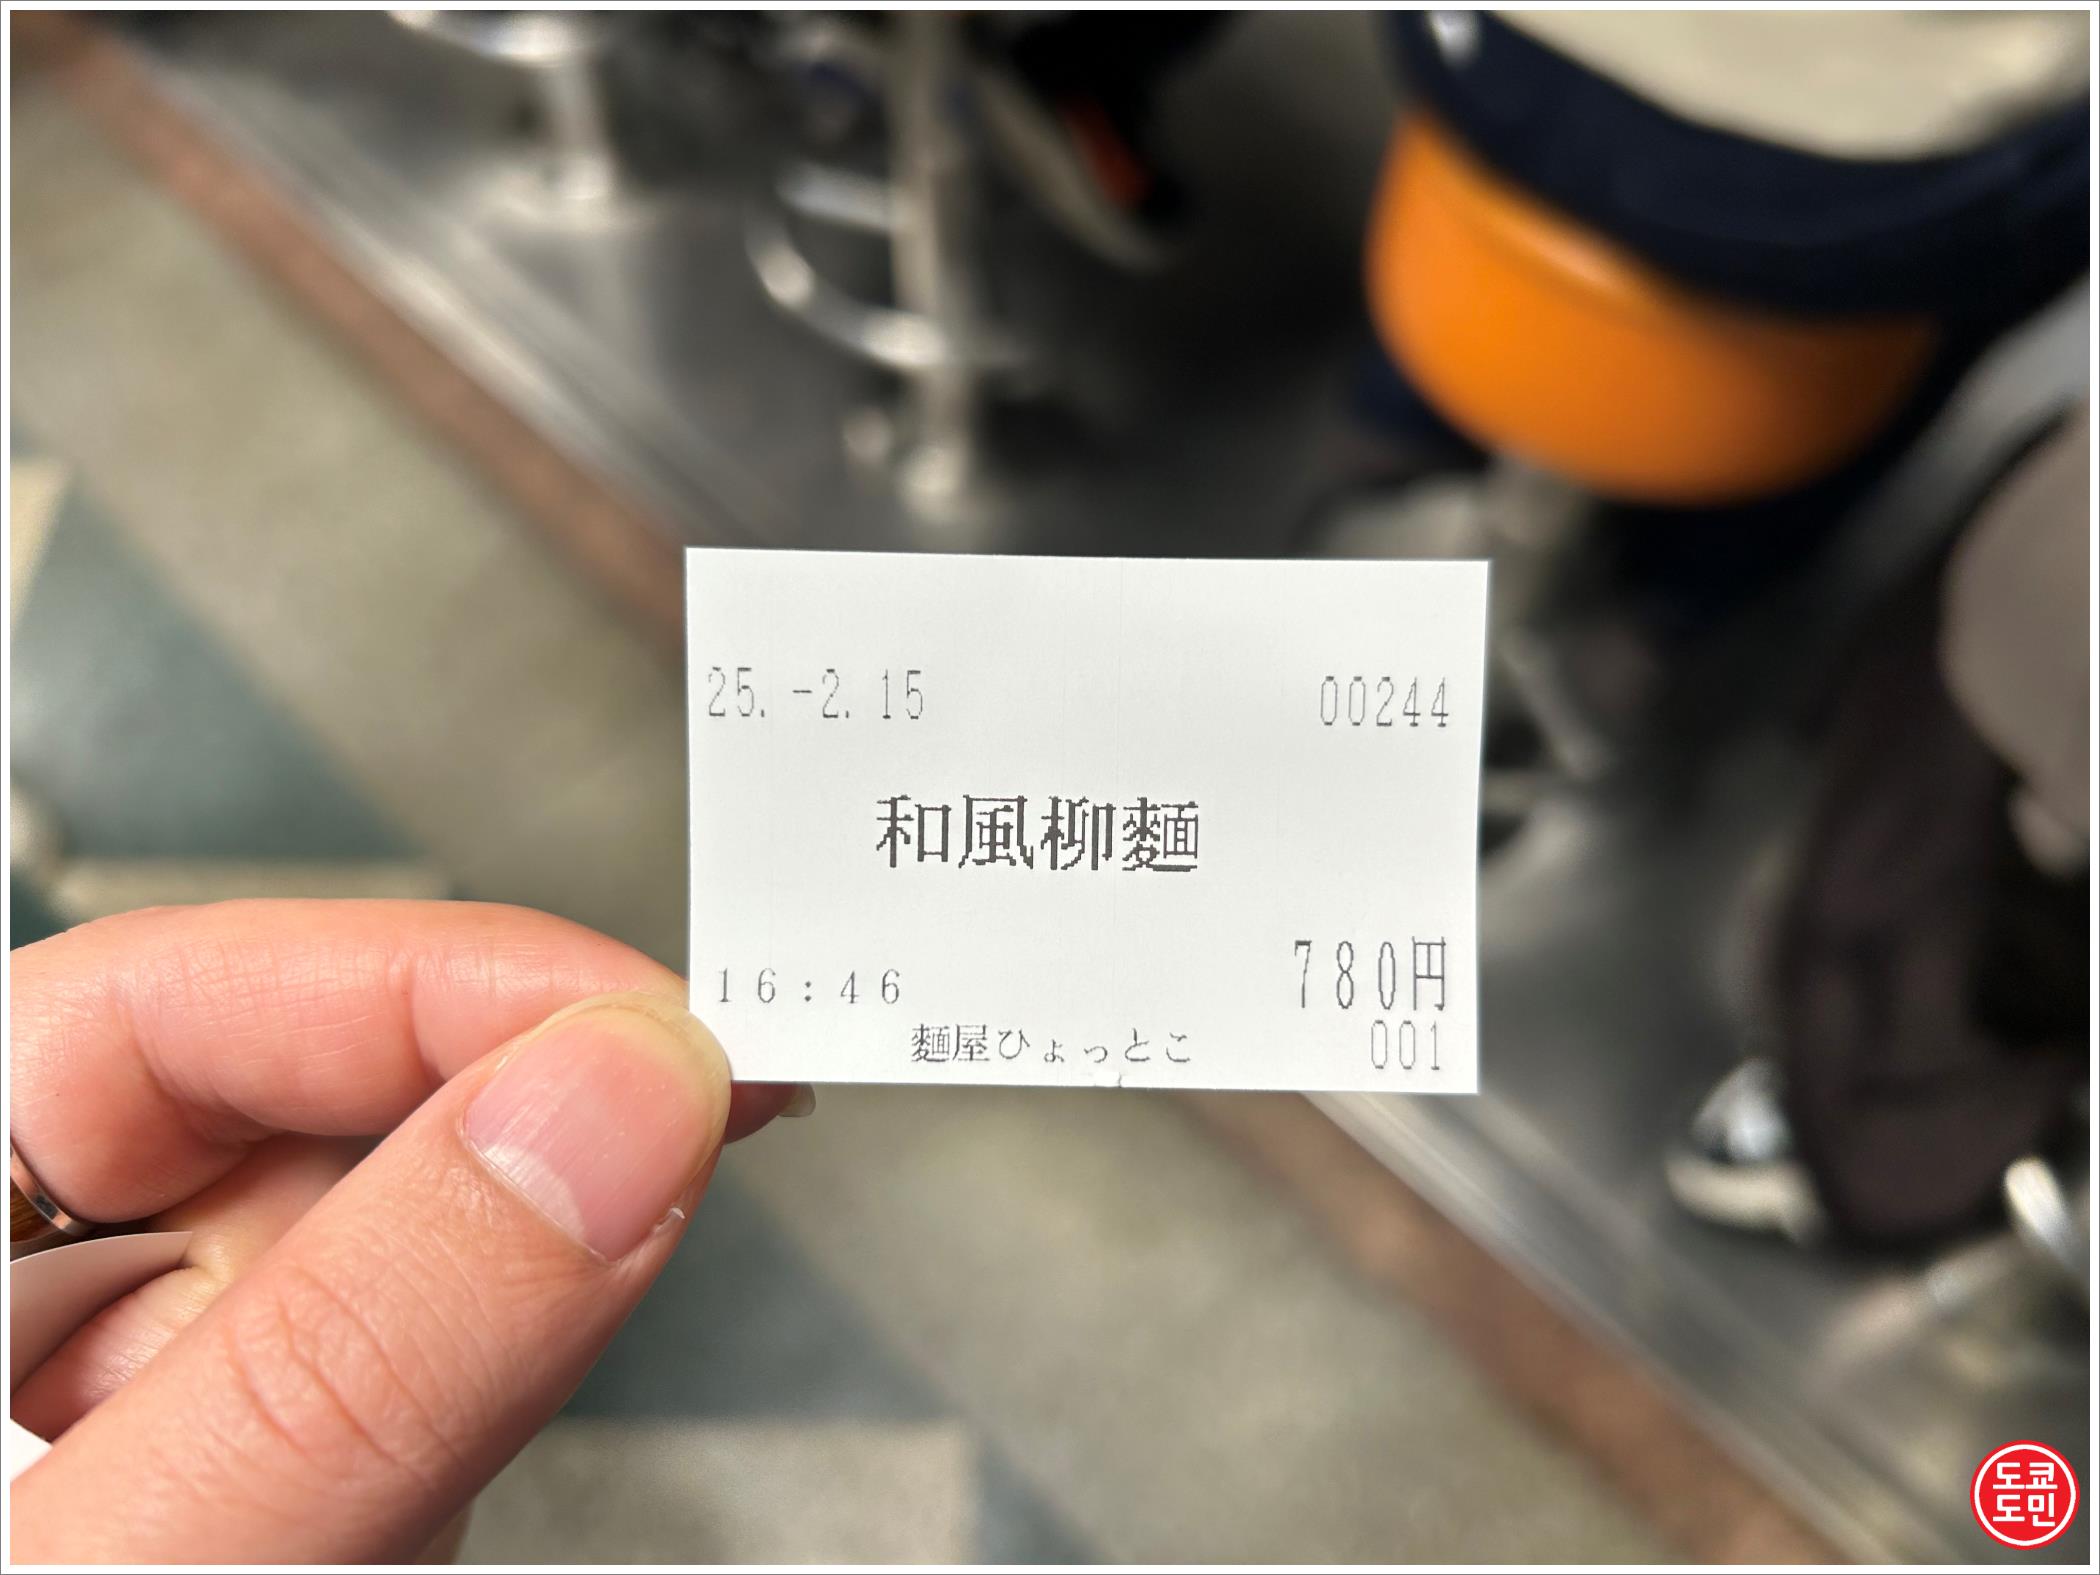 25. -2. 15 00244
和風柳麵
16:46 780円
麵屋ひょっとこ 001
도쿄
도민